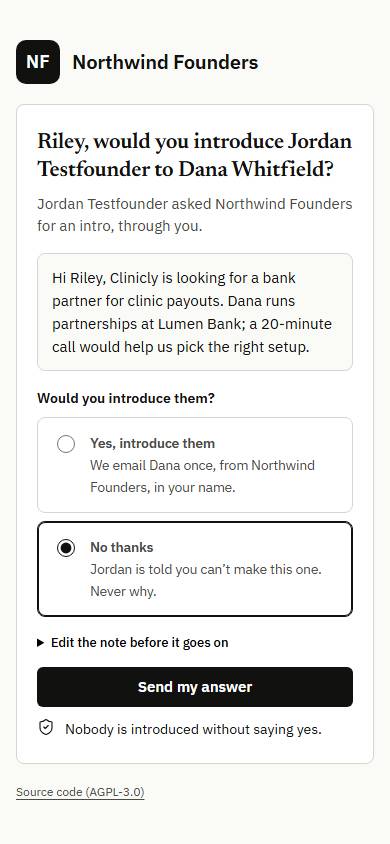 NF
Northwind Founders
Riley, would you introduce Jordan
Testfounder to Dana Whitfield?
Jordan Testfounder asked Northwind Founders
for an intro, through you.
Hi Riley, Clinicly is looking for a bank
partner for clinic payouts. Dana runs
partnerships at Lumen Bank; a 20-minute
call would help us pick the right setup.
Would you introduce them?
Yes, introduce them
We email Dana once, from Northwind
Founders, in your name.
No thanks
Jordan is told you can’t make this one.
Never why.
Edit the note before it goes on
Send my answer
Nobody is introduced without saying yes.
Source code (AGPL-3.0)